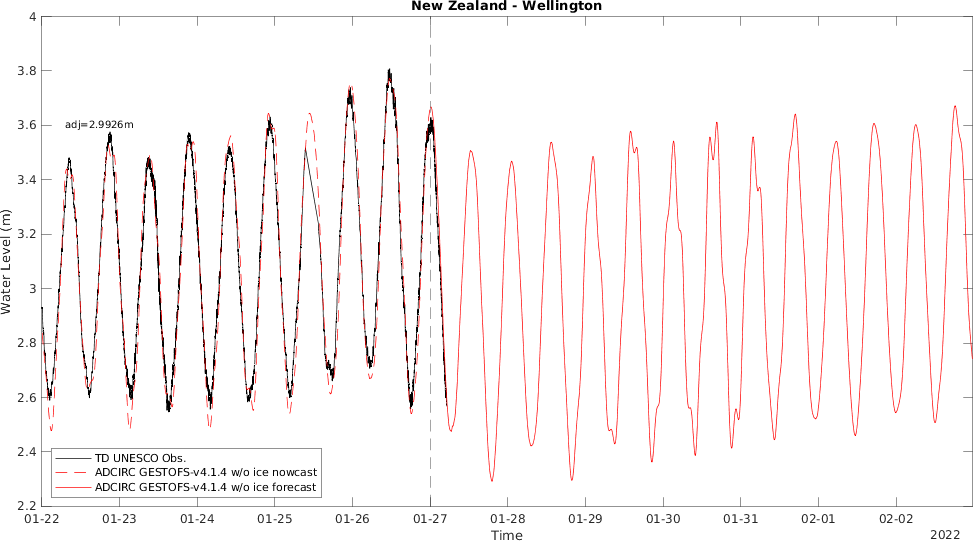 New Zealand - Wellington
4
3.8
3.6
3.4
3.2
3
2.8
2.6
2.4
2.2
Water Level (m)
adj=2.9926m
TD UNESCO Obs.
ADCIRC GESTOFS-v4.1.4 w/o ice nowcast
ADCIRC GESTOFS-v4.1.4 w/o ice forecast
01-22 01-23 01-24 01-25 01-26 01-27 01-28 01-29 01-30 01-31 02-01 02-02
Time
2022